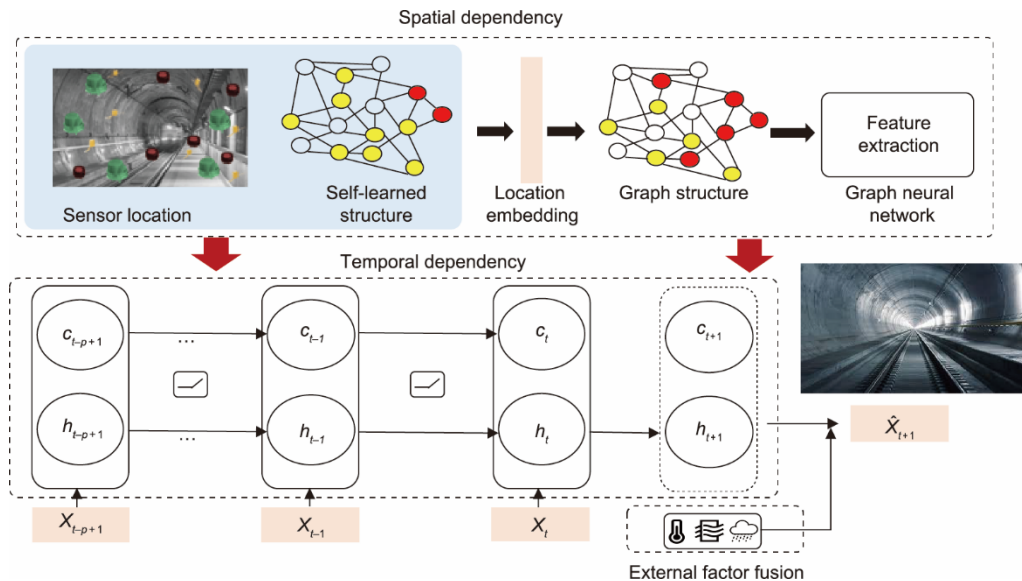 Spatial dependency
Sensor location
Self-learned
structure
Location
embedding
Graph structure
Feature
extraction
Graph neural
network
Temporal dependency
c_{t–p+1}
...
c_{t–1}
c_t
c_{t+1}
h_{t–p+1}
...
h_{t–1}
h_t
h_{t+1}
X̂_{t+1}
X_{t–p+1}
X_{t–1}
X_t
External factor fusion